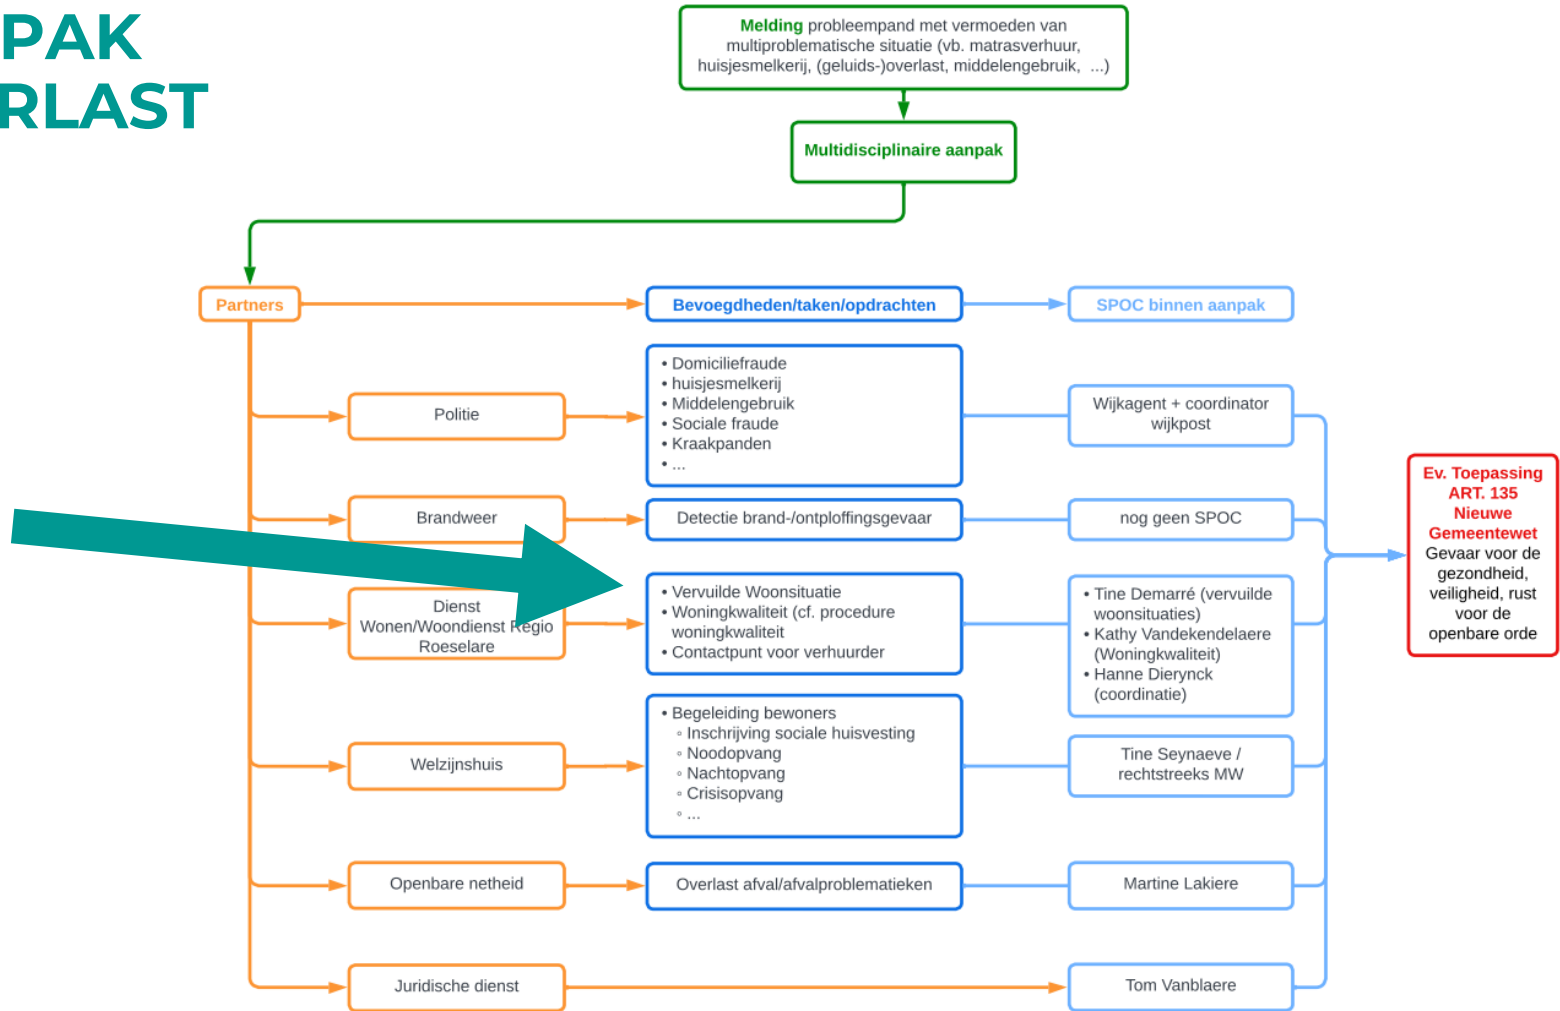 PAK
RLAST
Melding probleempand met vermoeden van
multiproblematische situatie (vb. matrasverhuur,
huisjesmelkerij, (geluids-)overlast, middelengebruik, ...)
Multidisciplinaire aanpak
Partners
Bevoegdheden/taken/opdrachten
SPOC binnen aanpak
Politie
• Domiciliefraude
• huisjesmelkerij
• Middelengebruik
• Sociale fraude
• Kraakpanden
• ...
Wijkagent + coordinator
wijkpost
Brandweer
Detectie brand-/ontploffingsgevaar
nog geen SPOC
Dienst
Wonen/Woondienst Regio
Roeselare
• Vervuilde Woonsituatie
• Woningkwaliteit (cf. procedure
woningkwaliteit
• Contactpunt voor verhuurder
• Tine Demarré (vervuilde
woonsituaties)
• Kathy Vandekendelaere
(Woningkwaliteit)
• Hanne Dierynck
(coordinatie)
Welzijnshuis
• Begeleiding bewoners
◦ Inschrijving sociale huisvesting
◦ Noodopvang
◦ Nachtopvang
◦ Crisisopvang
◦ ...
Tine Seynaeve /
rechtstreeks MW
Openbare netheid
Overlast afval/afvalproblematieken
Martine Lakiere
Juridische dienst
Tom Vanblaere
Ev. Toepassing
ART. 135
Nieuwe
Gemeentewet
Gevaar voor de
gezondheid,
veiligheid, rust
voor de
openbare orde